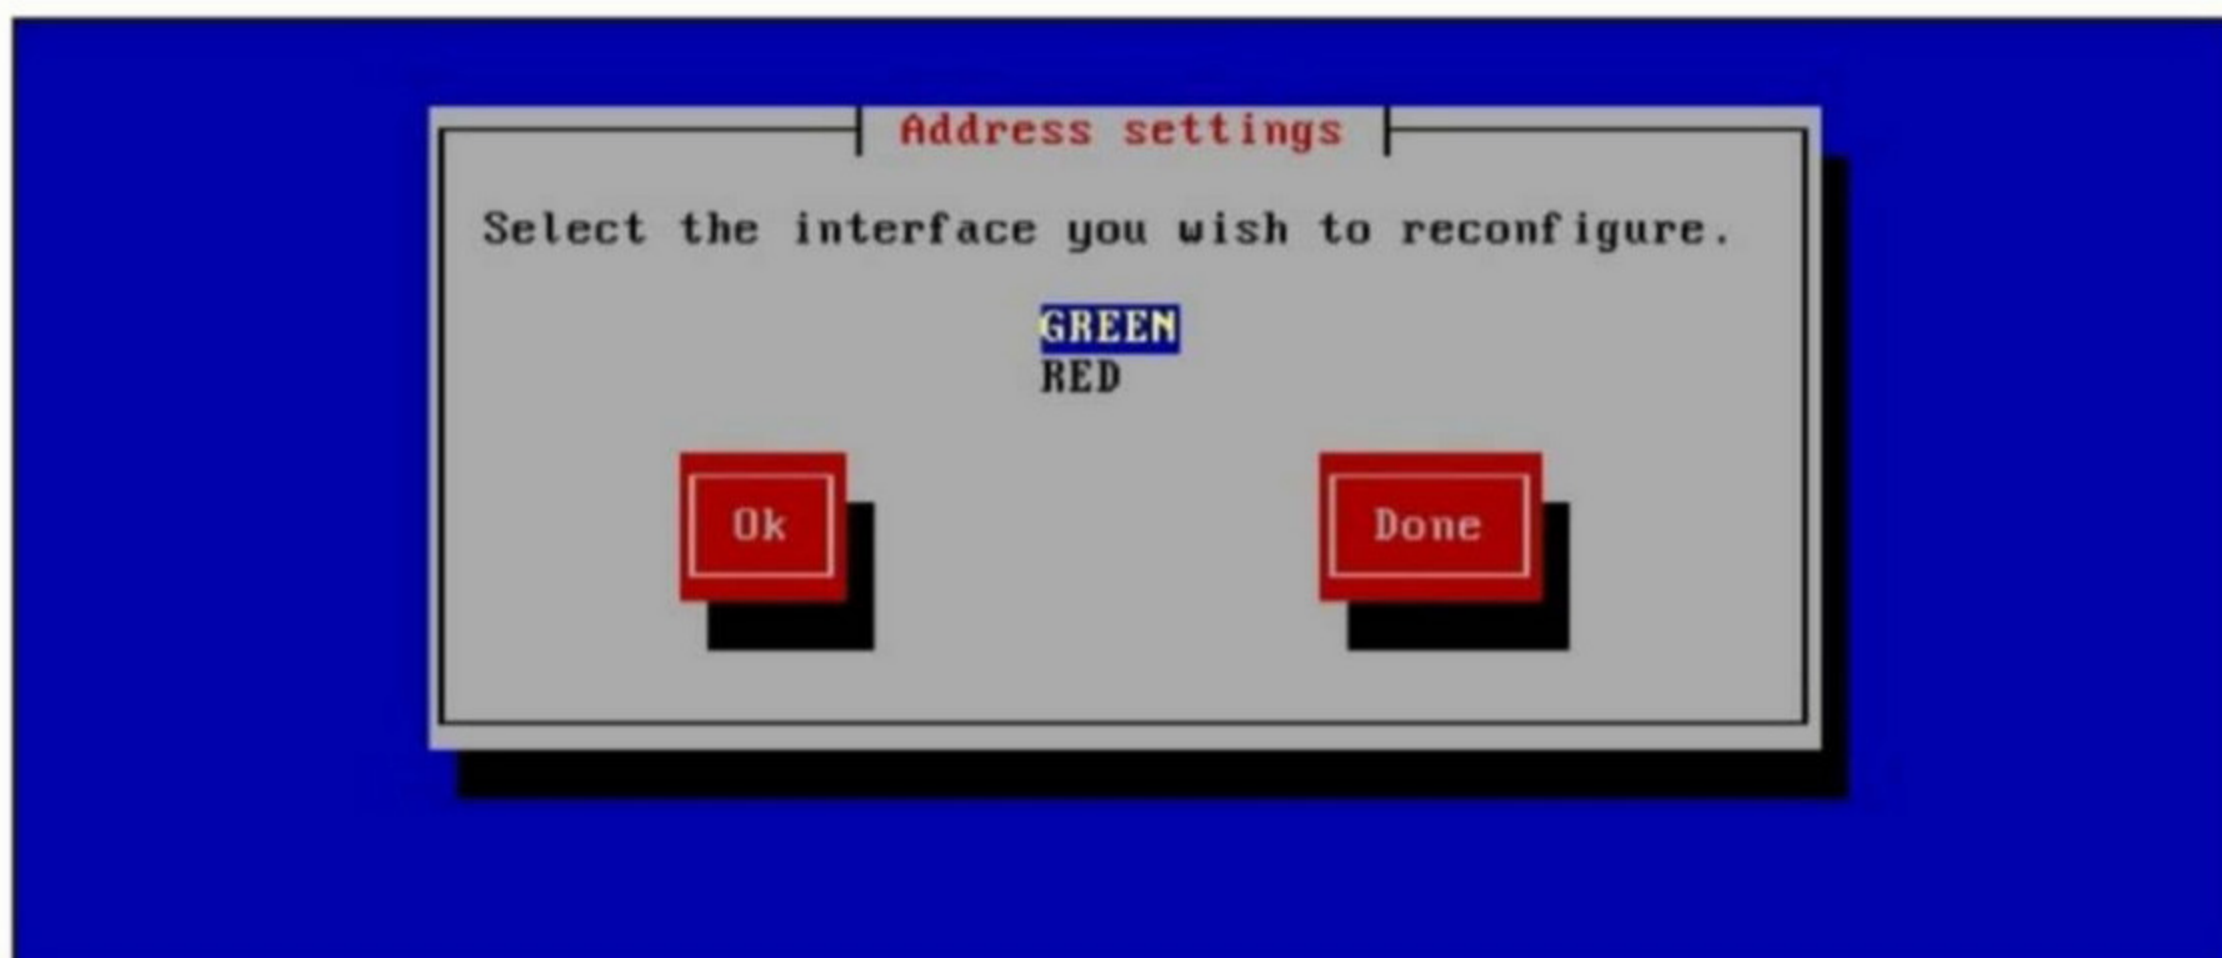 Address settings
Select the interface you wish to reconfigure.
GREEN
RED
Ok
Done